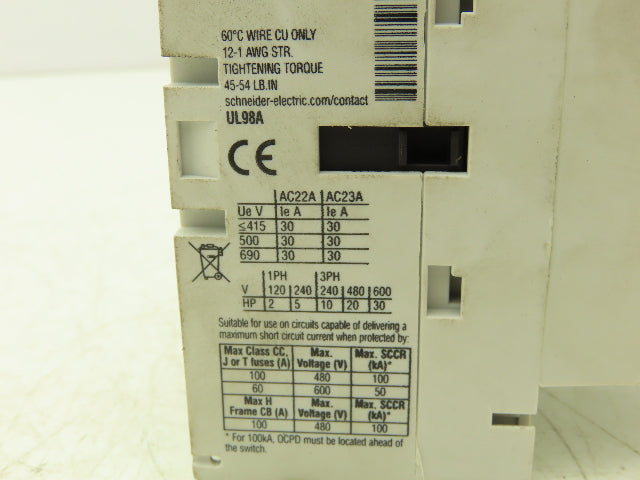 60°C WIRE CU ONLY
12-1 AWG STR.
TIGHTENING TORQUE
45-54 LB.IN
schneider-electric.com/contact
UL98A
CE
AC22A AC23A
Ue V Ie A Ie A
≤415 30 30
500 30 30
690 30 30
1PH 3PH
V 120 240 240 480 600
HP 2 5 10 20 30
Suitable for use on circuits capable of delivering a
maximum short circuit current when protected by:
Max Class CC, Max. Max. SCCR
J or T fuses (A) Voltage (V) (kA)*
100 480 100
60 600 50
Max H Max. Max. SCCR
Frame CB (A) Voltage (V) (kA)*
100 480 100
* For 100kA, OCPD must be located ahead of
the switch.